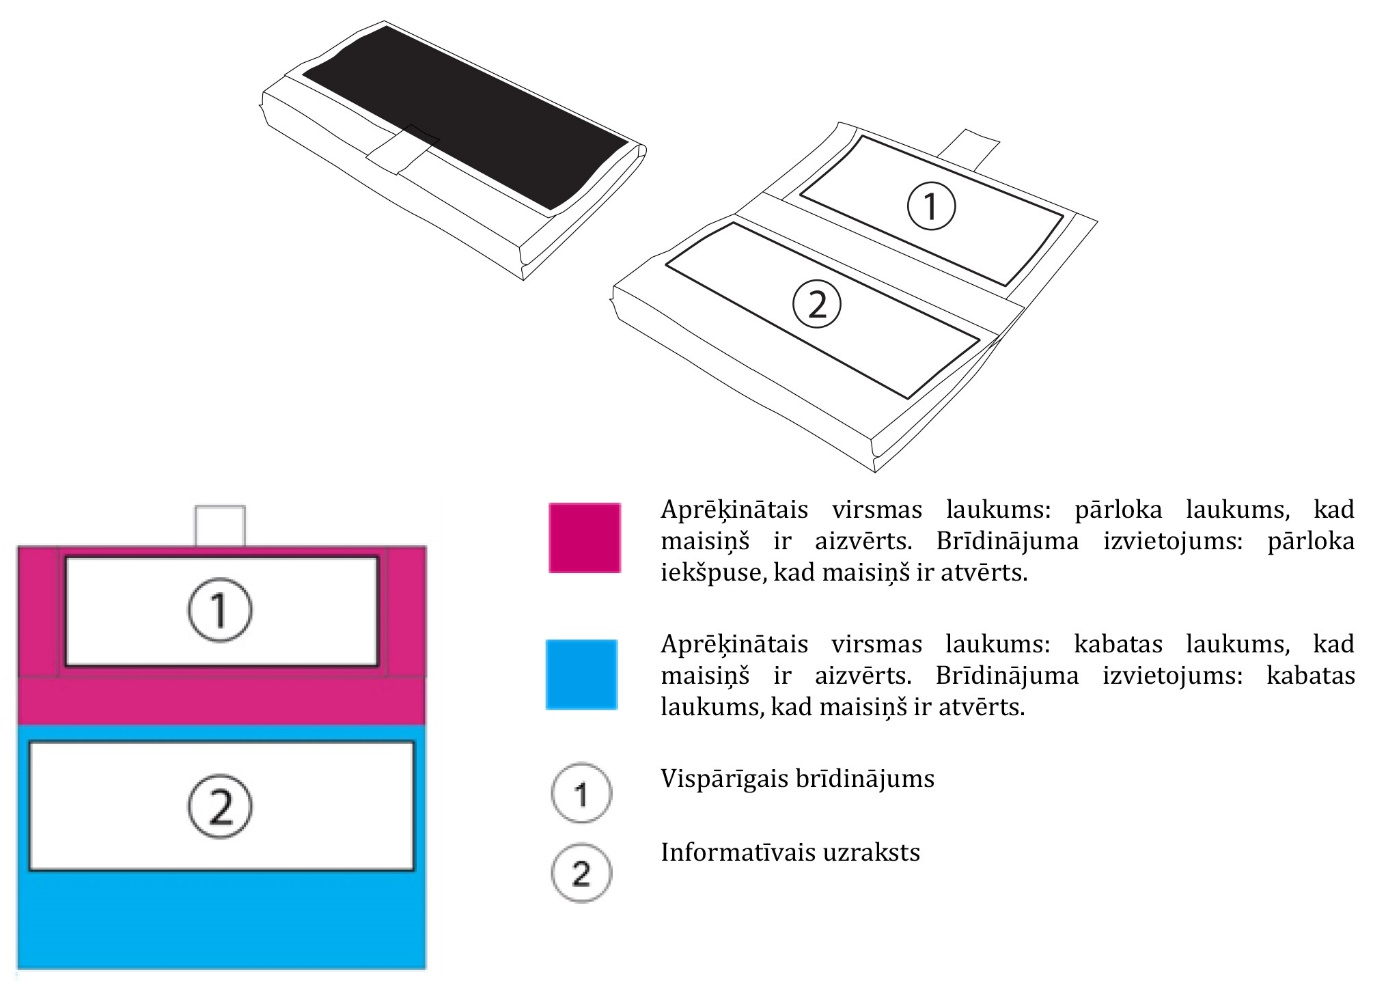 1
2
Aprēķinātais virsmas laukums: pārloka laukums, kad
maisiņš ir aizvērts. Brīdinājuma izvietojums: pārloka
iekšpuse, kad maisiņš ir atvērts.
1
Aprēķinātais virsmas laukums: kabatas laukums, kad
maisiņš ir aizvērts. Brīdinājuma izvietojums: kabatas
laukums, kad maisiņš ir atvērts.
2
1 Vispārīgais brīdinājums
2 Informatīvais uzraksts